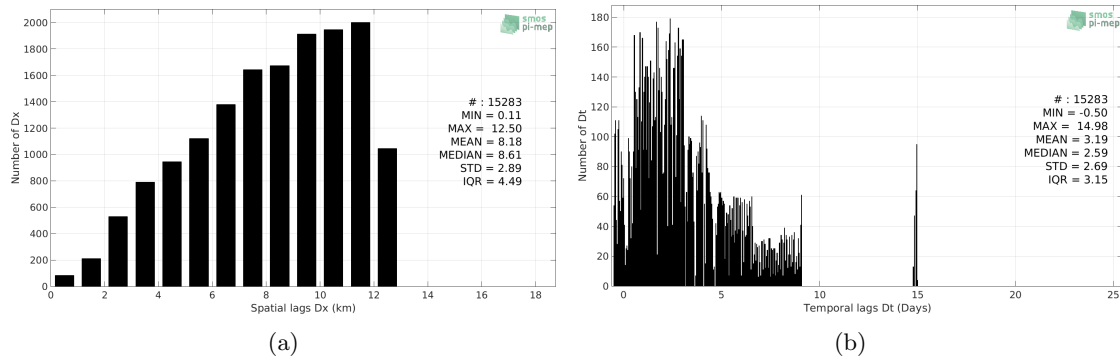 2000
1800
1600
1400
1200
1000
800
600
400
200
0
Number of Dx
0 2 4 6 8 10 12 14 16 18
Spatial lags Dx (km)
smos
pi-mep
# : 15283
MIN = 0.11
MAX = 12.50
MEAN = 8.18
MEDIAN = 8.61
STD = 2.89
IQR = 4.49
(a)
180
160
140
120
100
80
60
40
20
0
Number of Dt
0 5 10 15 20 25
Temporal lags Dt (Days)
smos
pi-mep
# : 15283
MIN = -0.50
MAX = 14.98
MEAN = 3.19
MEDIAN = 2.59
STD = 2.69
IQR = 3.15
(b)